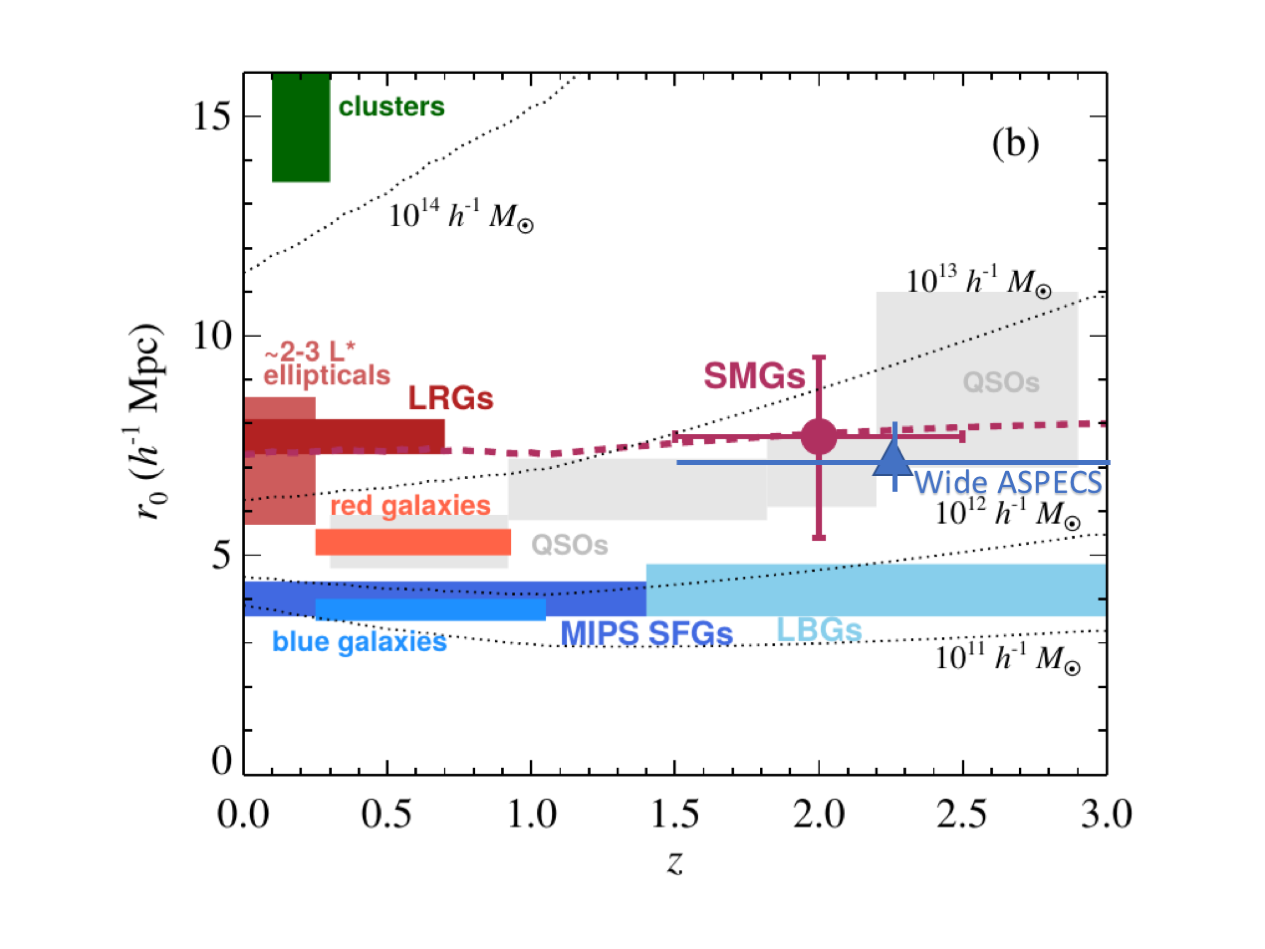 15
clusters
(b)
10¹⁴ h⁻¹ M☉
10¹³ h⁻¹ M☉
10
~2-3 L*
ellipticals
LRGs
SMGs
QSOs
r₀ (h⁻¹ Mpc)
Wide ASPECS
red galaxies
10¹² h⁻¹ M☉
5
QSOs
blue galaxies
MIPS SFGs
LBGs
10¹¹ h⁻¹ M☉
0
0.0 0.5 1.0 1.5 2.0 2.5 3.0
z